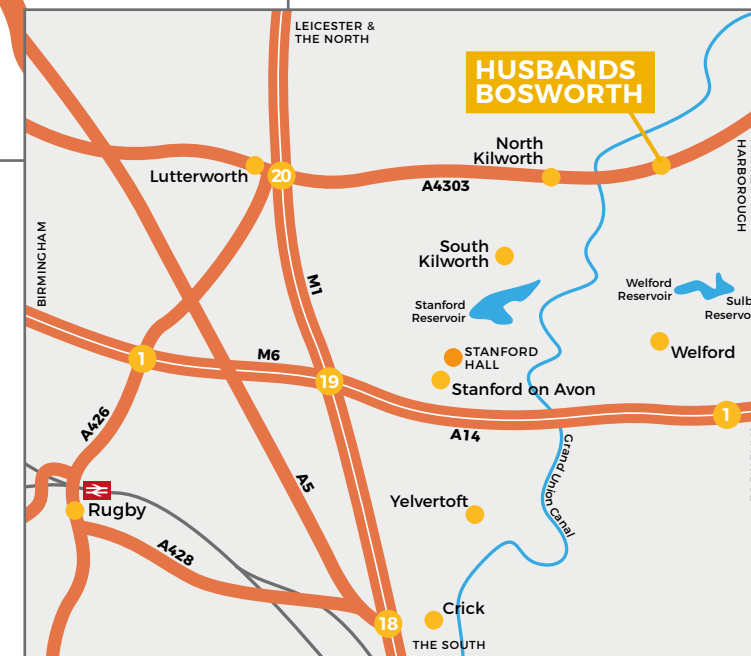 LEICESTER &
THE NORTH
HUSBANDS
BOSWORTH
North
Kilworth
HARBOROUGH
Lutterworth
20
A4303
BIRMINGHAM
South
Kilworth
M1
Stanford
Reservoir
Welford
Reservoir
Sulb
Reservo
1
M6
19
STANFORD
HALL
Welford
Stanford on Avon
A426
A14
1
Grand Union Canal
A5
Yelvertoft
Rugby
A428
18
Crick
THE SOUTH